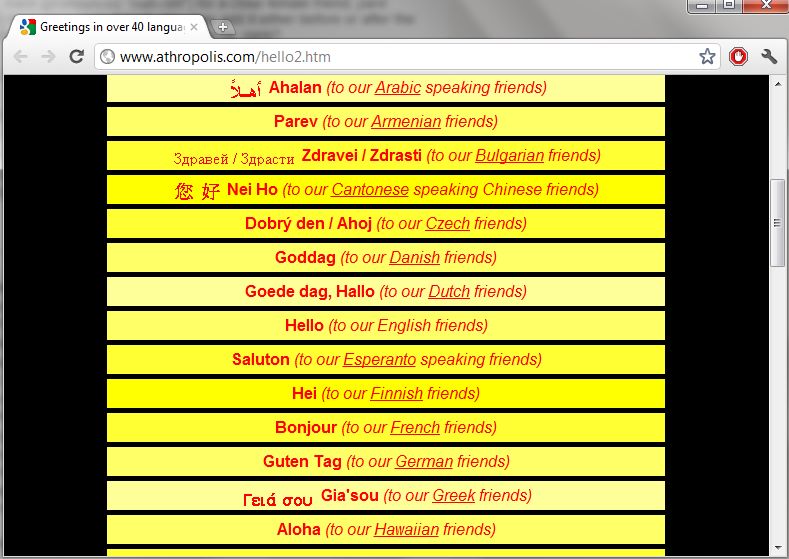 Greetings in over 40 langua
www.athropolis.com/hello2.htm
أهـلاً Ahalan (to our Arabic speaking friends)
Parev (to our Armenian friends)
Здравей / Здрасти Zdravei / Zdrasti (to our Bulgarian friends)
您 好 Nei Ho (to our Cantonese speaking Chinese friends)
Dobrý den / Ahoj (to our Czech friends)
Goddag (to our Danish friends)
Goede dag, Hallo (to our Dutch friends)
Hello (to our English friends)
Saluton (to our Esperanto speaking friends)
Hei (to our Finnish friends)
Bonjour (to our French friends)
Guten Tag (to our German friends)
Γειά σου Gia'sou (to our Greek friends)
Aloha (to our Hawaiian friends)